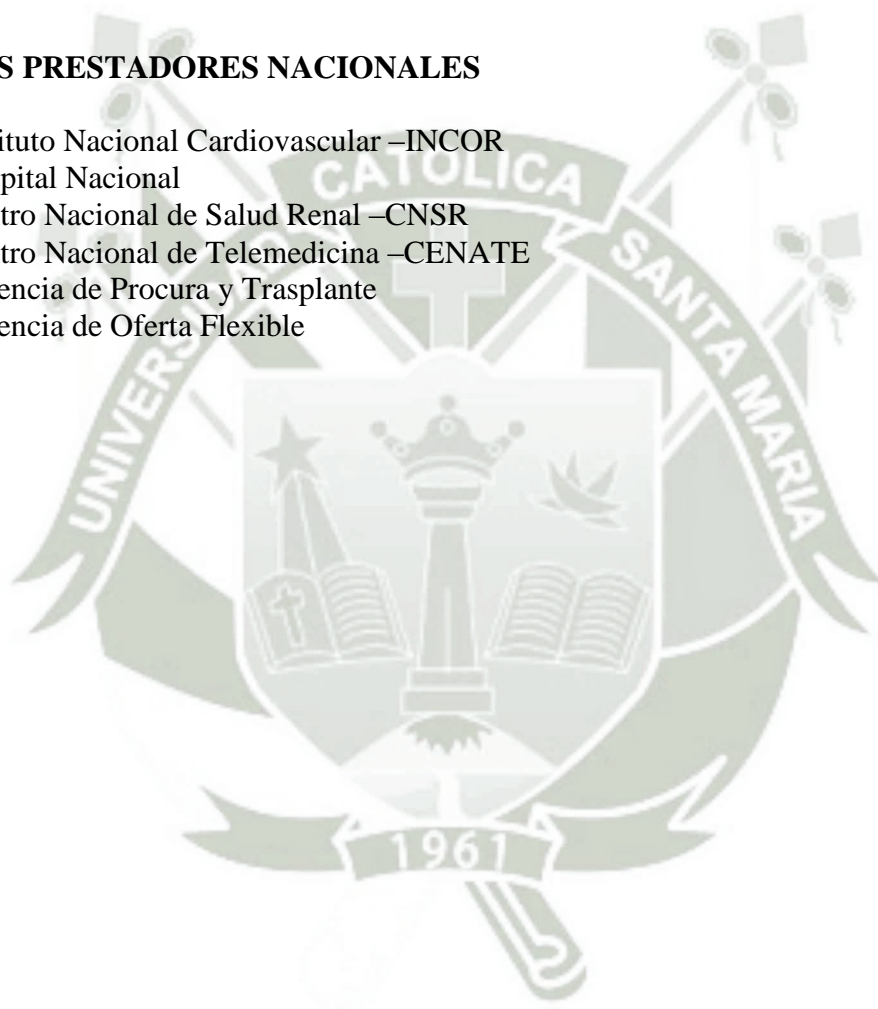 S PRESTADORES NACIONALES
ituto Nacional Cardiovascular –INCOR
pital Nacional
tro Nacional de Salud Renal –CNSR
tro Nacional de Telemedicina –CENATE
encia de Procura y Trasplante
encia de Oferta Flexible
UNIVERSIDAD CATOLICA SANTA MARIA
1961